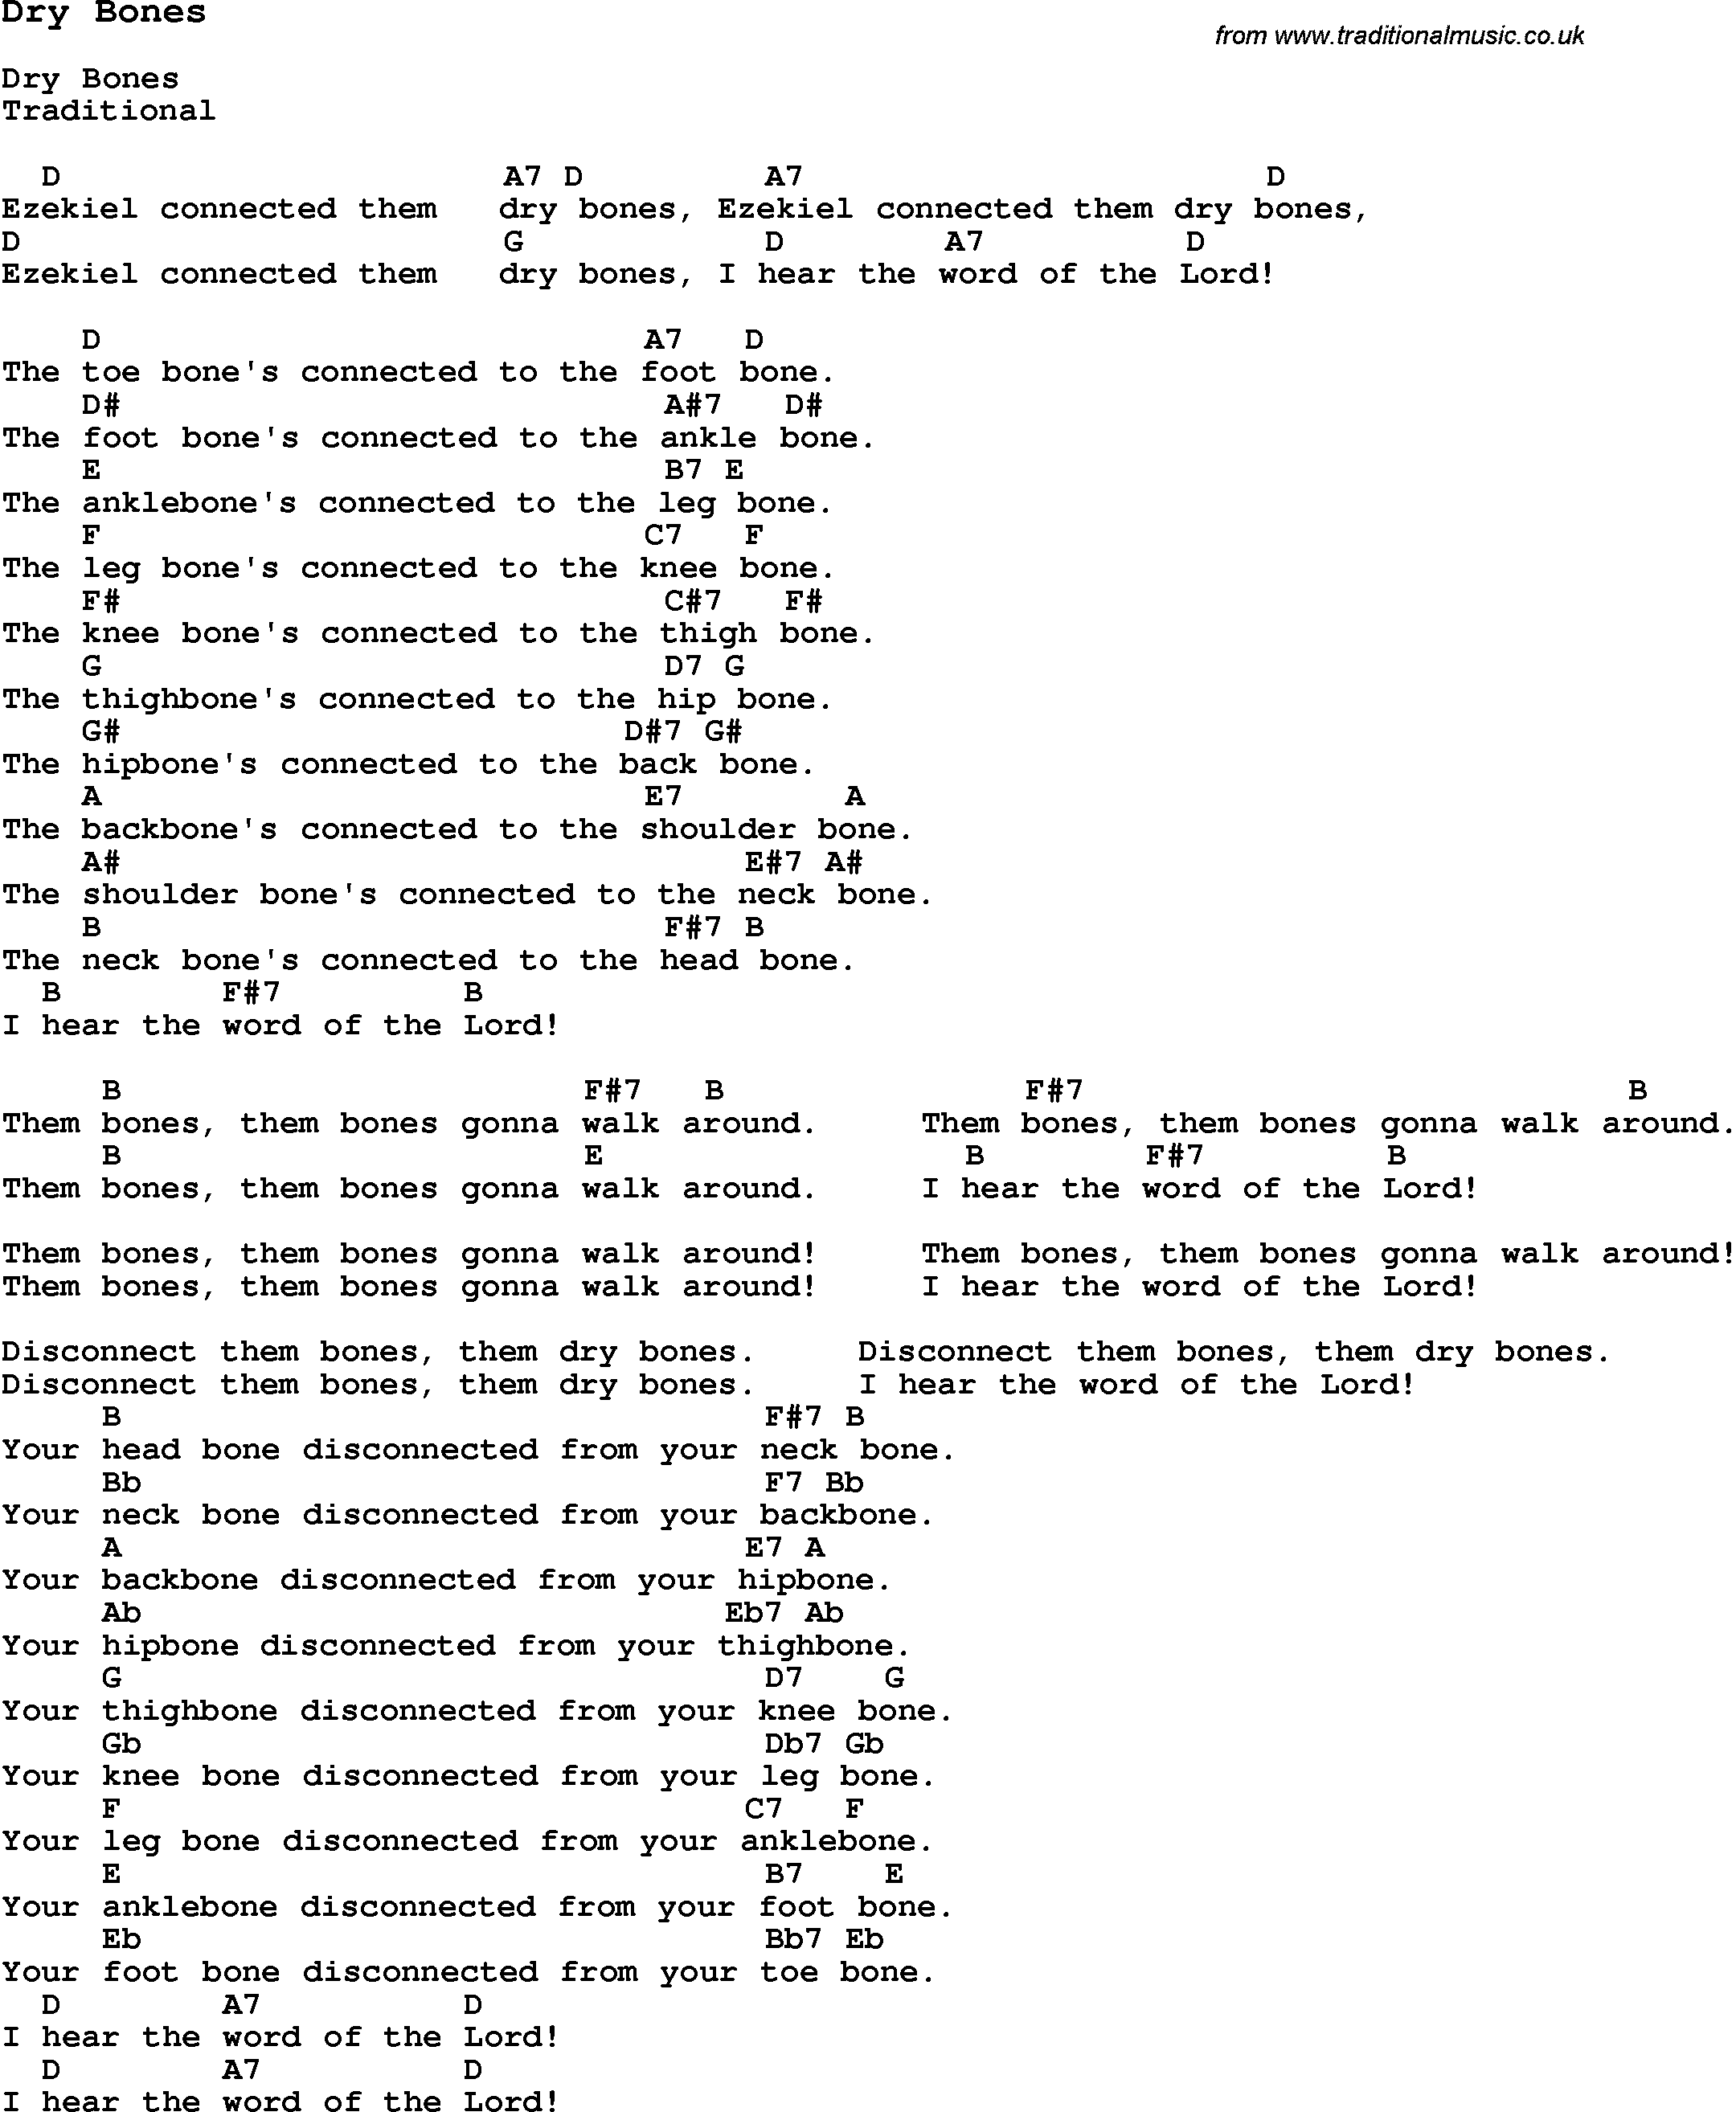 Dry Bones
from www.traditionalmusic.co.uk
Dry Bones
Traditional
D A7 D A7 D
Ezekiel connected them dry bones, Ezekiel connected them dry bones,
D G D A7 D
Ezekiel connected them dry bones, I hear the word of the Lord!
D A7 D
The toe bone's connected to the foot bone.
D# A#7 D#
The foot bone's connected to the ankle bone.
E B7 E
The anklebone's connected to the leg bone.
F C7 F
The leg bone's connected to the knee bone.
F# C#7 F#
The knee bone's connected to the thigh bone.
G D7 G
The thighbone's connected to the hip bone.
G# D#7 G#
The hipbone's connected to the back bone.
A E7 A
The backbone's connected to the shoulder bone.
A# E#7 A#
The shoulder bone's connected to the neck bone.
B F#7 B
The neck bone's connected to the head bone.
B F#7 B
I hear the word of the Lord!
B F#7 B F#7 B
Them bones, them bones gonna walk around. Them bones, them bones gonna walk around.
B E B F#7 B
Them bones, them bones gonna walk around. I hear the word of the Lord!
Them bones, them bones gonna walk around! Them bones, them bones gonna walk around!
Them bones, them bones gonna walk around! I hear the word of the Lord!
Disconnect them bones, them dry bones. Disconnect them bones, them dry bones.
Disconnect them bones, them dry bones. I hear the word of the Lord!
B F#7 B
Your head bone disconnected from your neck bone.
Bb F7 Bb
Your neck bone disconnected from your backbone.
A E7 A
Your backbone disconnected from your hipbone.
Ab Eb7 Ab
Your hipbone disconnected from your thighbone.
G D7 G
Your thighbone disconnected from your knee bone.
Gb Db7 Gb
Your knee bone disconnected from your leg bone.
F C7 F
Your leg bone disconnected from your anklebone.
E B7 E
Your anklebone disconnected from your foot bone.
Eb Bb7 Eb
Your foot bone disconnected from your toe bone.
D A7 D
I hear the word of the Lord!
D A7 D
I hear the word of the Lord!